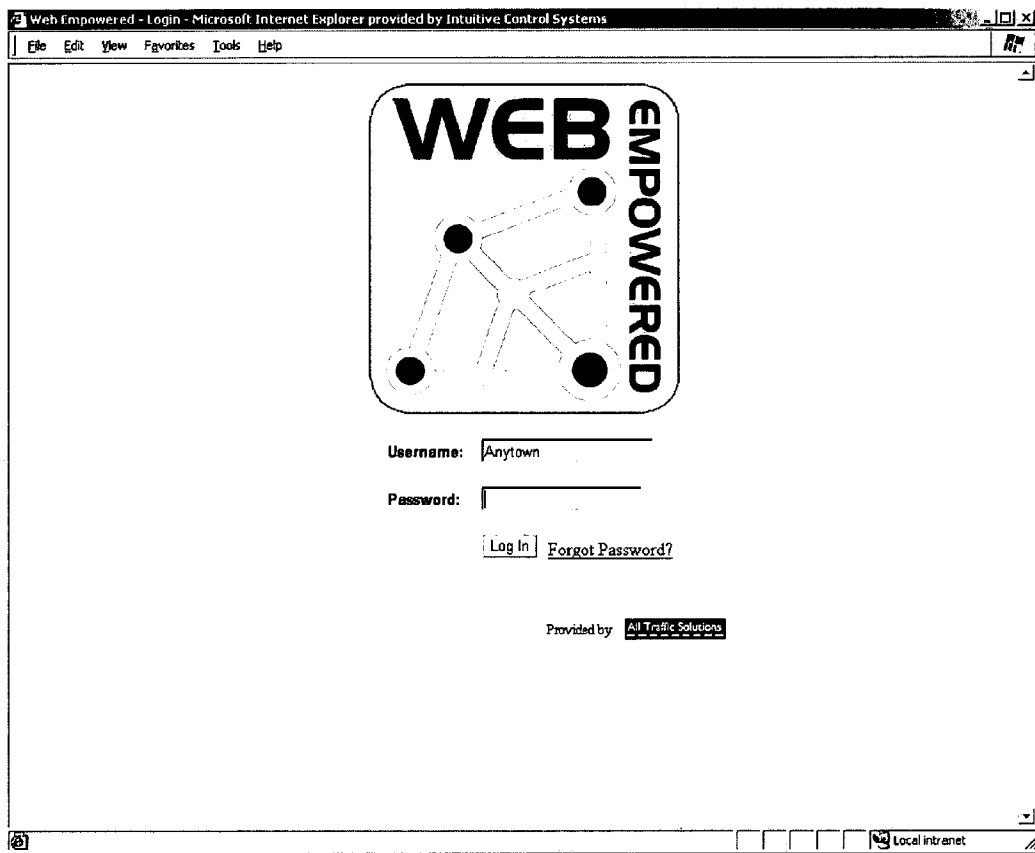 Web Empowered - Login - Microsoft Internet Explorer provided by Intuitive Control Systems
File Edit View Favorites Tools Help
WEB
EMPOWERED
Username: Anytown
Password:
Log In Forgot Password?
Provided by All Traffic Solutions
Local intranet